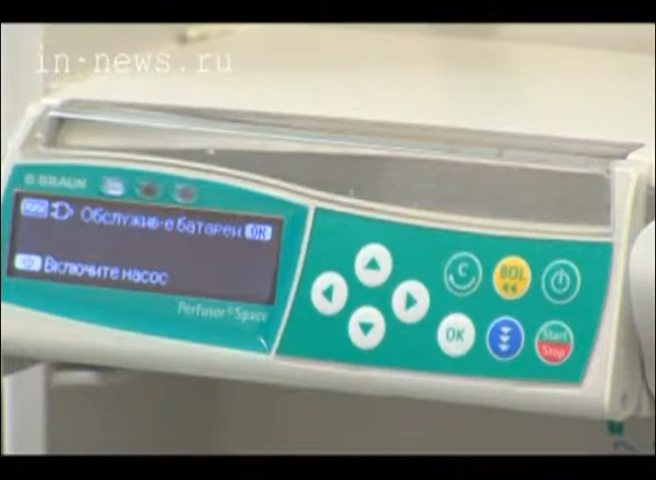 in-news.ru
B|BRAUN
Обслужив-е батареи OK
Включите насос
Perfusor® Space
C
BOL
OK
Start
Stop